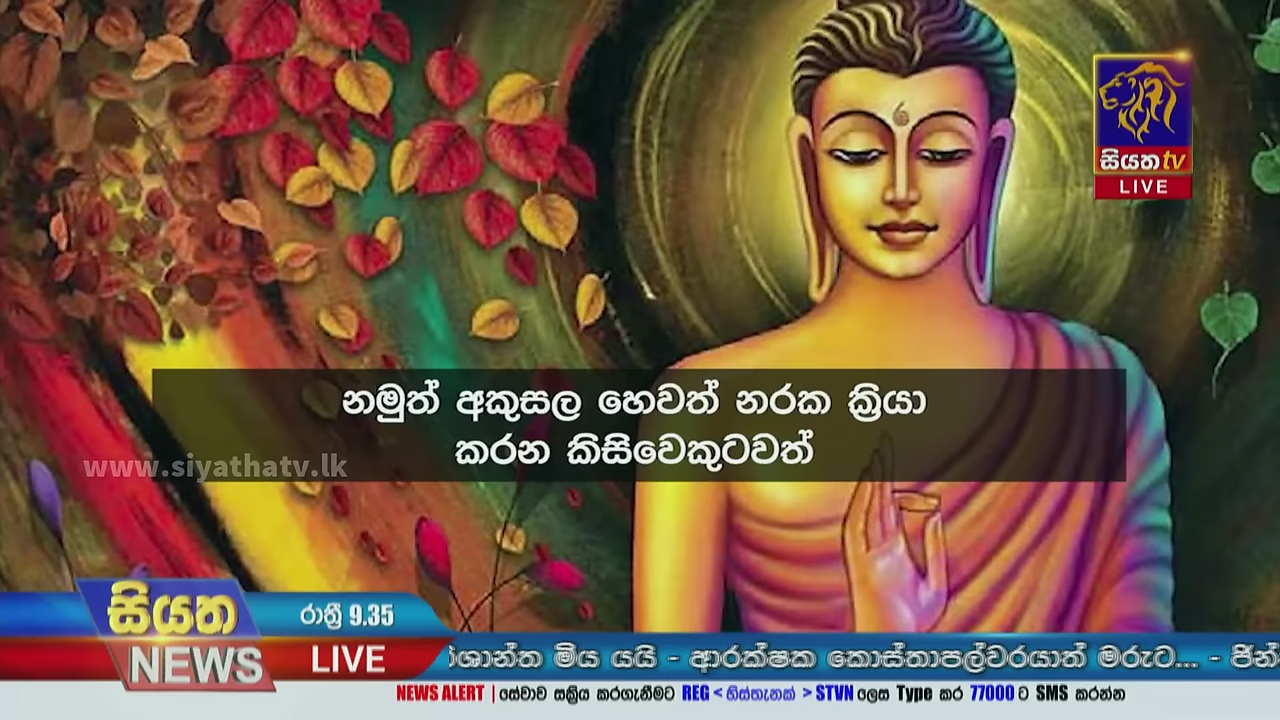 සියත tv
LIVE
නමුත් අකුසල හෙවත් නරක ක්‍රියා
කරන කිසිවෙකුටවත්
www.siyathatv.lk
සියත
NEWS
රාත්‍රී 9.35
LIVE
ශාන්ත මිය යයි - ආරක්ෂක කොස්තාපල්වරයාත් මරුට... - ජින්
NEWS ALERT | සේවාව සක්‍රිය කරගැනීමට REG < හිස්තැනක් > STVN ලෙස Type කර 77000 ට SMS කරන්න